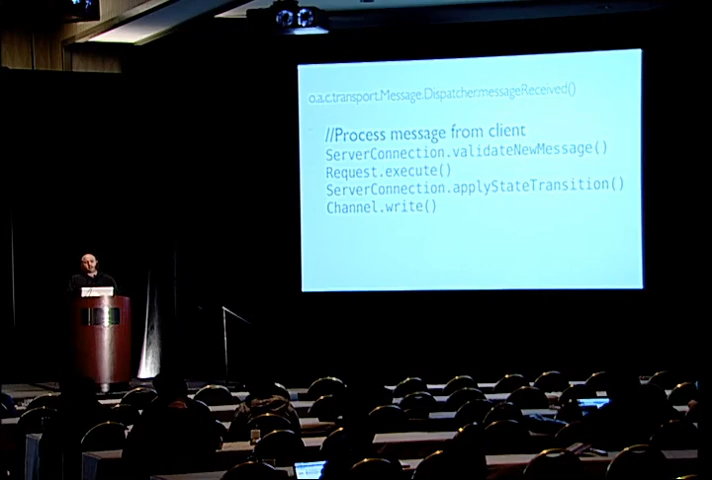 o.a.c.transport.Message.Dispatcher.messageReceived()
//Process message from client
ServerConnection.validateNewMessage()
Request.execute()
ServerConnection.applyStateTransition()
Channel.write()